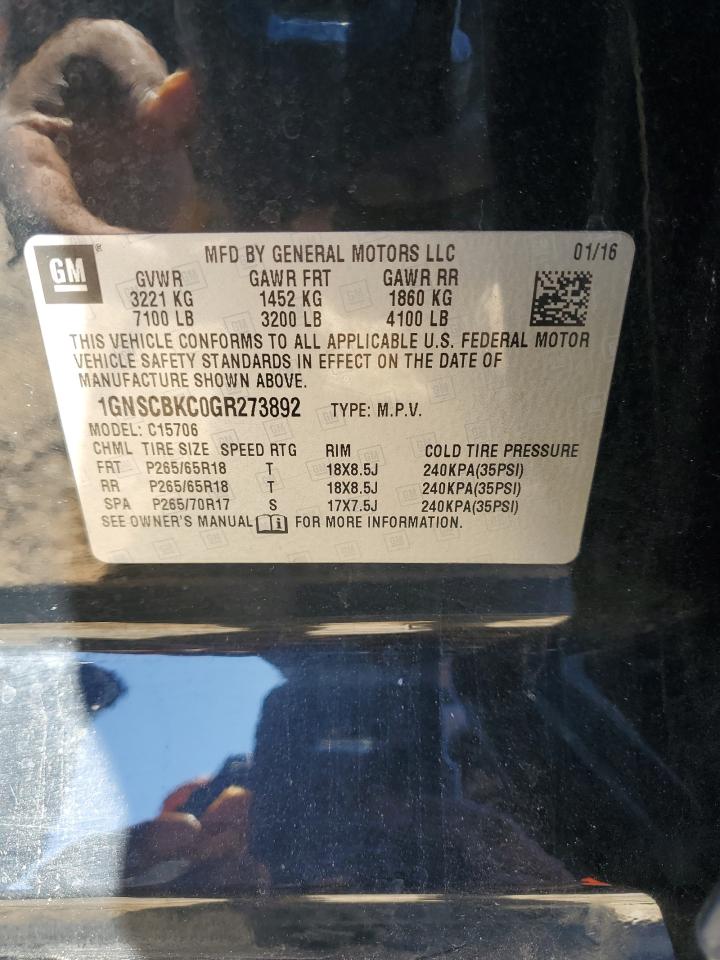 GM® MFD BY GENERAL MOTORS LLC 01/16
GVWR GAWR FRT GAWR RR
3221 KG 1452 KG 1860 KG
7100 LB 3200 LB 4100 LB
THIS VEHICLE CONFORMS TO ALL APPLICABLE U.S. FEDERAL MOTOR
VEHICLE SAFETY STANDARDS IN EFFECT ON THE DATE OF
MANUFACTURE SHOWN ABOVE.
1GNSCBKC0GR273892 TYPE: M.P.V.
MODEL: C15706
CHML TIRE SIZE SPEED RTG RIM COLD TIRE PRESSURE
FRT P265/65R18 T 18X8.5J 240KPA(35PSI)
RR P265/65R18 T 18X8.5J 240KPA(35PSI)
SPA P265/70R17 S 17X7.5J 240KPA(35PSI)
SEE OWNER'S MANUAL FOR MORE INFORMATION.